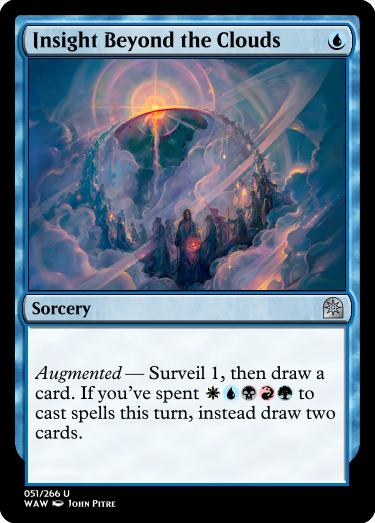 Insight Beyond the Clouds
Sorcery
Augmented — Surveil 1, then draw a
card. If you've spent to
cast spells this turn, instead draw two
cards.
051/266 U
WAW JOHN PITRE